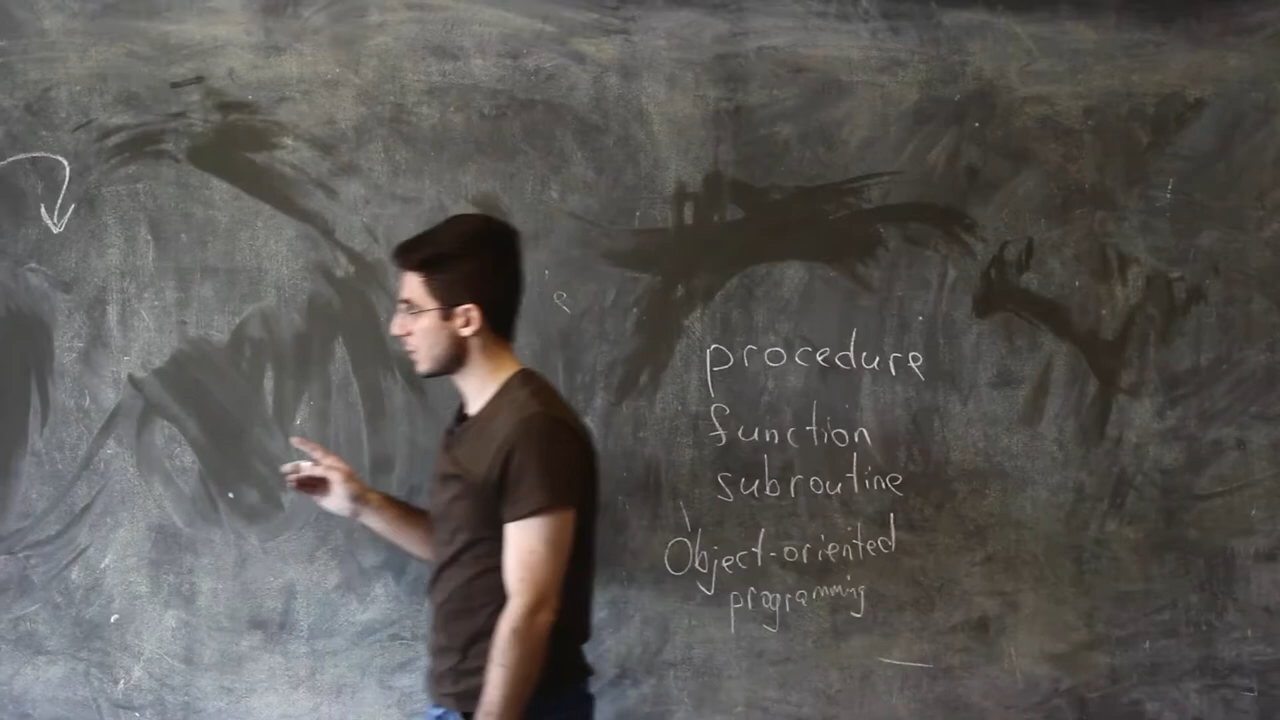 e
procedure
function
subroutine
Object-oriented
programming